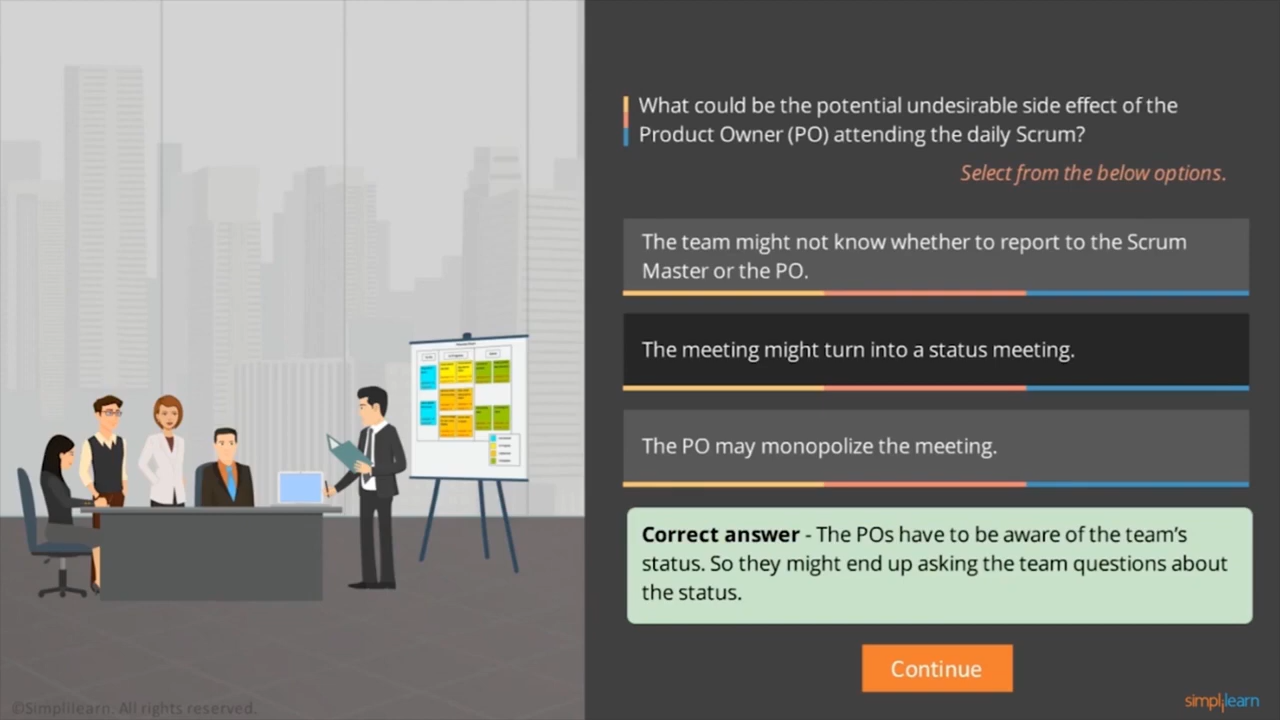 What could be the potential undesirable side effect of the
Product Owner (PO) attending the daily Scrum?
Select from the below options.
The team might not know whether to report to the Scrum
Master or the PO.
The meeting might turn into a status meeting.
The PO may monopolize the meeting.
Correct answer - The POs have to be aware of the team’s
status. So they might end up asking the team questions about
the status.
Continue
©Simplilearn. All rights reserved.
simplilearn